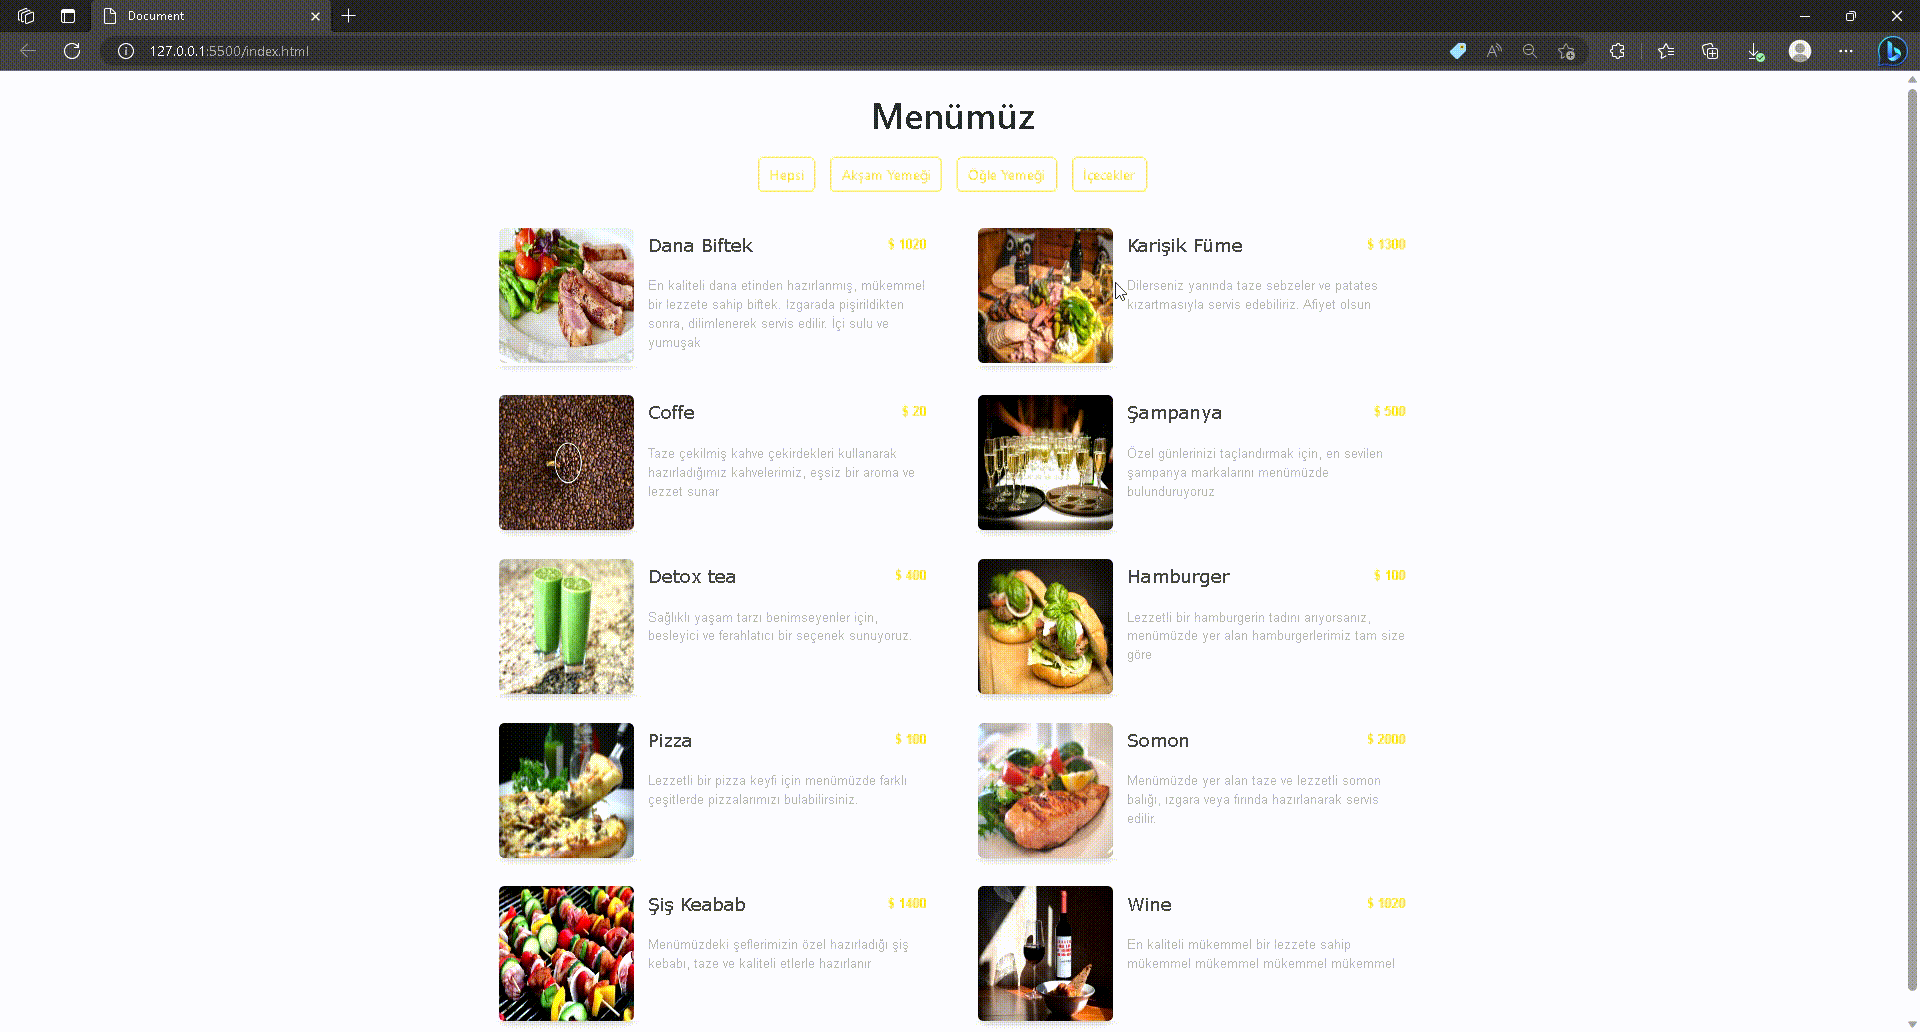 Document
127.0.0.1:5500/index.html
Menümüz
Hepsi
Akşam Yemeği
Öğle Yemeği
İçecekler
Dana Biftek
$ 1020
En kaliteli dana etinden hazırlanmış, mükemmel
bir lezzete sahip biftek. Izgarada pişirildikten
sonra, dilimlenerek servis edilir. İçi sulu ve
yumuşak
Karişik Füme
$ 1300
Dilerseniz yanında taze sebzeler ve patates
kızartmasıyla servis edebiliriz. Afiyet olsun
Coffe
$ 20
Taze çekilmiş kahve çekirdekleri kullanarak
hazırladığımız kahvelerimiz, eşsiz bir aroma ve
lezzet sunar
Şampanya
$ 500
Özel günlerinizi taçlandırmak için, en sevilen
şampanya markalarını menümüzde
bulunduruyoruz
Detox tea
$ 400
Sağlıklı yaşam tarzı benimseyenler için,
besleyici ve ferahlatıcı bir seçenek sunuyoruz.
Hamburger
$ 100
Lezzetli bir hamburgerin tadını arıyorsanız,
menümüzde yer alan hamburgerlerimiz tam size
göre
Pizza
$ 100
Lezzetli bir pizza keyfi için menümüzde farklı
çeşitlerde pizzalarımızı bulabilirsiniz.
Somon
$ 2000
Menümüzde yer alan taze ve lezzetli somon
balığı, ızgara veya fırında hazırlanarak servis
edilir.
Şiş Keabab
$ 1400
Menümüzdeki şeflerimizin özel hazırladığı şiş
kebabı, taze ve kaliteli etlerle hazırlanır
Wine
$ 1020
En kaliteli mükemmel bir lezzete sahip
mükemmel mükemmel mükemmel mükemmel